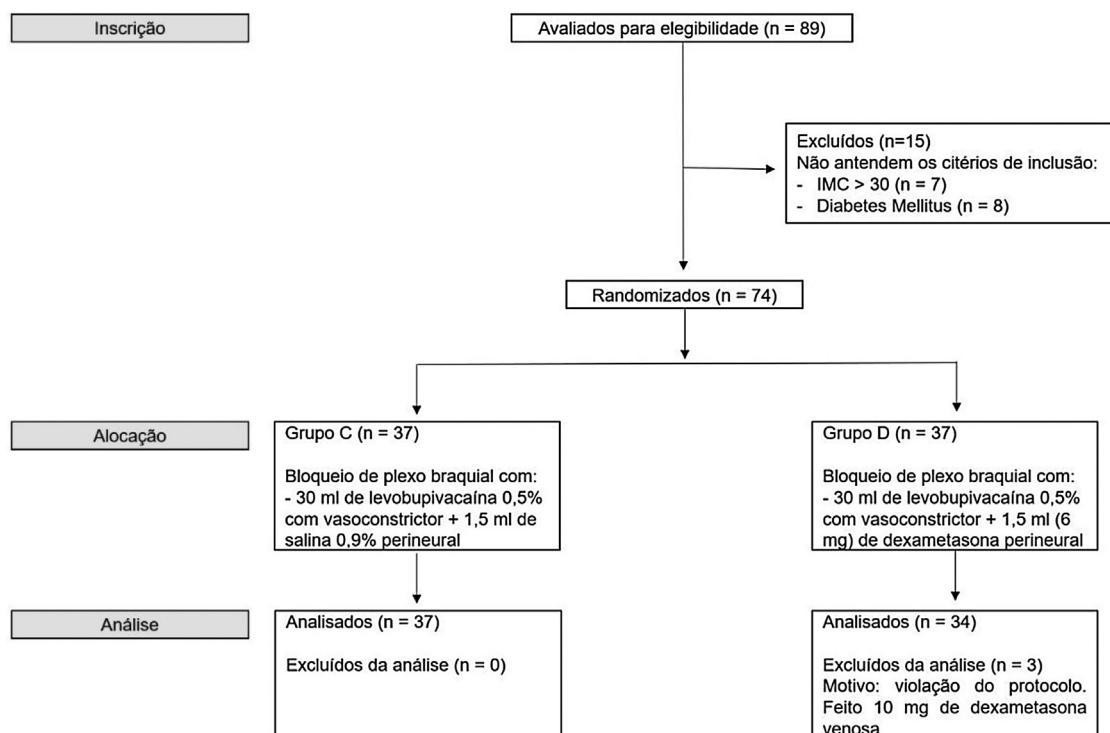 Inscrição
Avaliados para elegibilidade (n = 89)
Excluídos (n=15)
Não antendem os citérios de inclusão:
- IMC > 30 (n = 7)
- Diabetes Mellitus (n = 8)
Randomizados (n = 74)
Alocação
Grupo C (n = 37)
Bloqueio de plexo braquial com:
- 30 ml de levobupivacaína 0,5%
com vasoconstrictor + 1,5 ml de
salina 0,9% perineural
Grupo D (n = 37)
Bloqueio de plexo braquial com:
- 30 ml de levobupivacaína 0,5%
com vasoconstrictor + 1,5 ml (6
mg) de dexametasona perineural
Análise
Analisados (n = 37)
Excluídos da análise (n = 0)
Analisados (n = 34)
Excluídos da análise (n = 3)
Motivo: violação do protocolo.
Feito 10 mg de dexametasona
venosa